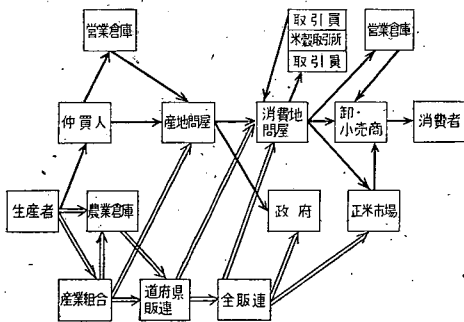 営業倉庫
取引員
米穀取引所
取引員
営業倉庫
仲買人
産地問屋
消費地
問屋
卸・
小売商
消費者
生産者
農業倉庫
政府
正米市場
産業組合
道府県
販連
全販連